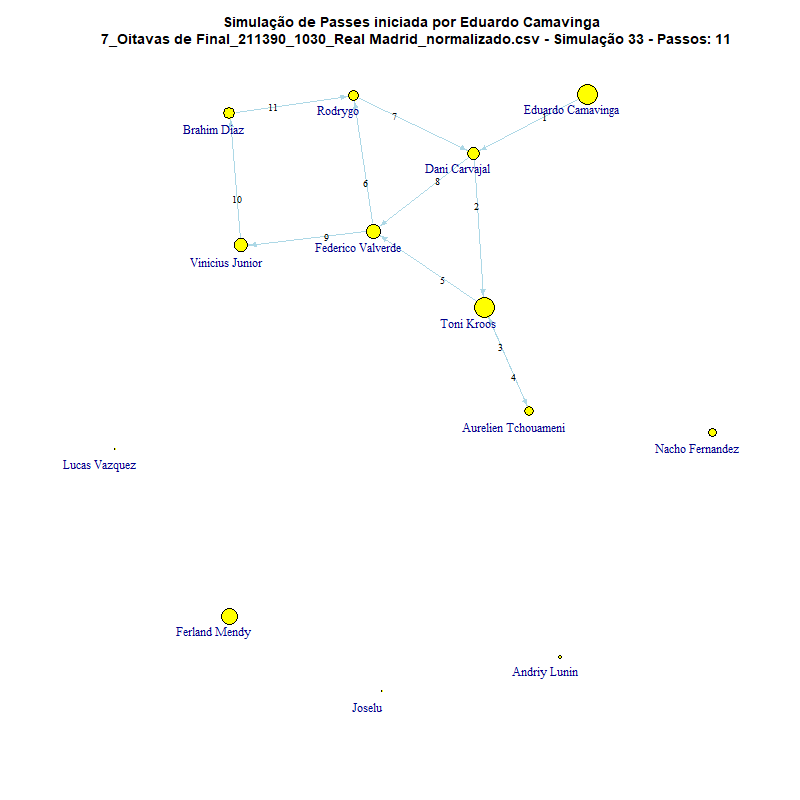 Simulação de Passes iniciada por Eduardo Camavinga
7_Oitavas de Final_211390_1030_Real Madrid_normalizado.csv - Simulação 33 - Passos: 11
11
Rodrygo
Eduardo Camavinga
7
1
Brahim Diaz
Dani Carvajal
6
8
10
2
9
Federico Valverde
Vinicius Junior
5
Toni Kroos
3
4
Aurelien Tchouameni
Nacho Fernandez
Lucas Vazquez
Ferland Mendy
Andriy Lunin
Joselu